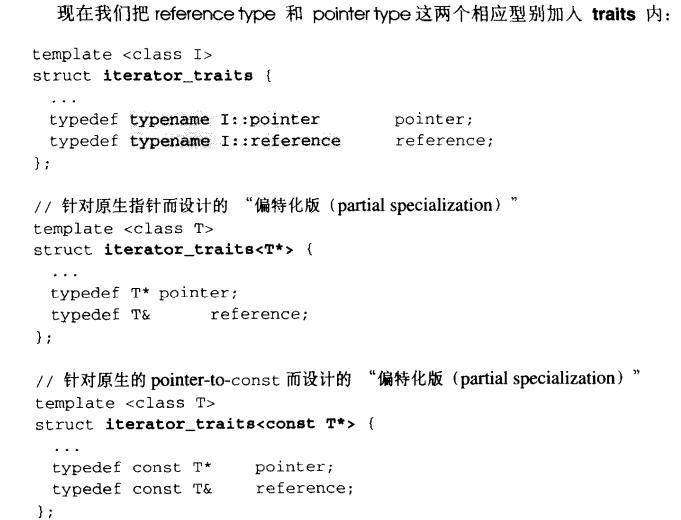 现在我们把 reference type 和 pointer type 这两个相应型别加入 traits 内：
template <class I>
struct iterator_traits {
...
typedef typename I::pointer pointer;
typedef typename I::reference reference;
};
// 针对原生指针而设计的 “偏特化版（partial specialization）”
template <class T>
struct iterator_traits<T*> {
...
typedef T* pointer;
typedef T& reference;
};
// 针对原生的 pointer-to-const 而设计的 “偏特化版（partial specialization）”
template <class T>
struct iterator_traits<const T*> {
...
typedef const T* pointer;
typedef const T& reference;
};